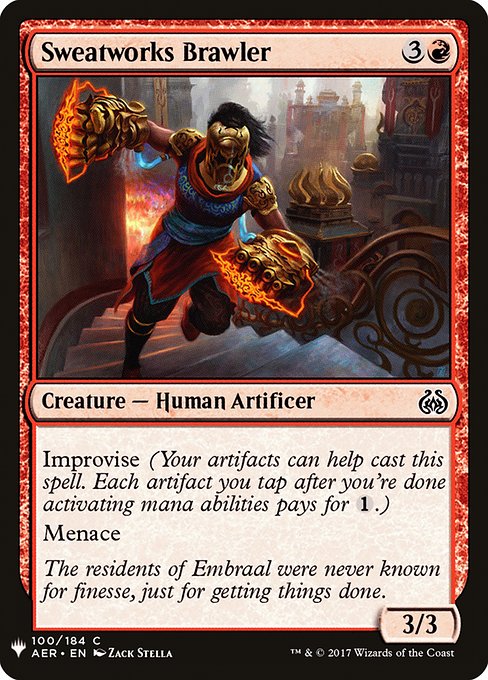 Sweatworks Brawler 3
Creature — Human Artificer
Improvise (Your artifacts can help cast this
spell. Each artifact you tap after you're done
activating mana abilities pays for 1.)
Menace
The residents of Embraal were never known
for finesse, just for getting things done.
3/3
100/184 C
AER • EN Zack Stella
™ & © 2017 Wizards of the Coast